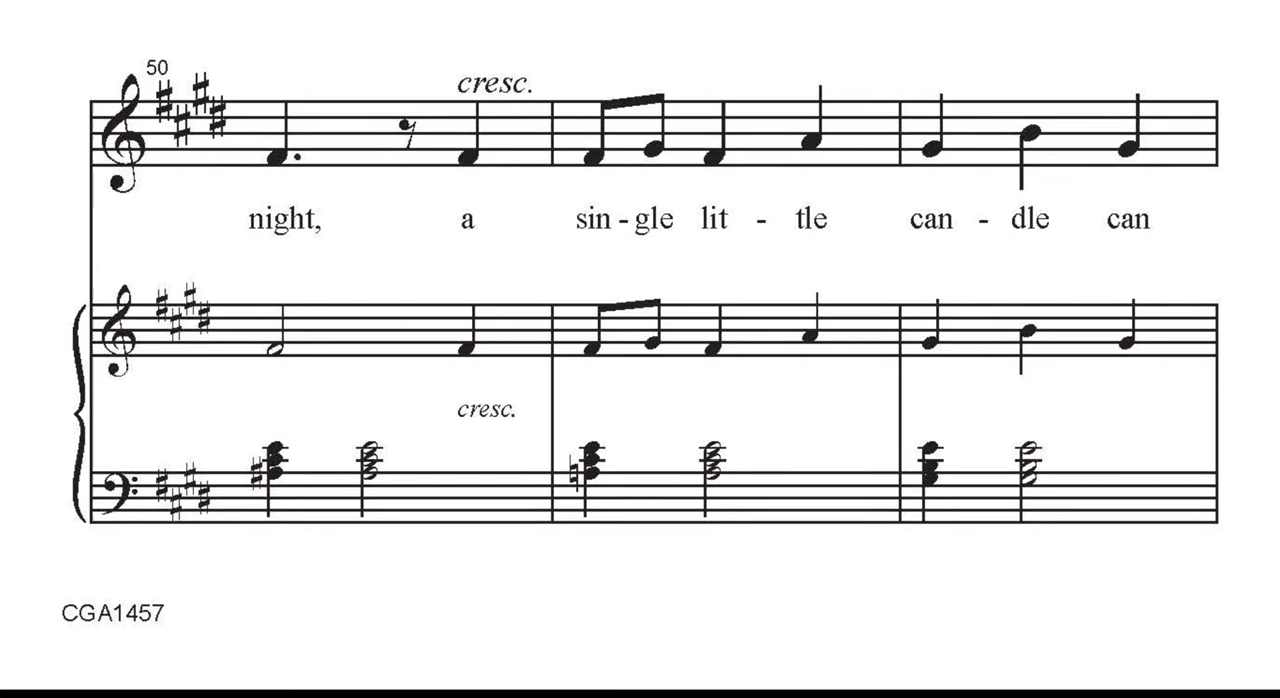 50
cresc.
night, a sin - gle lit - tle can - dle can
cresc.
CGA1457